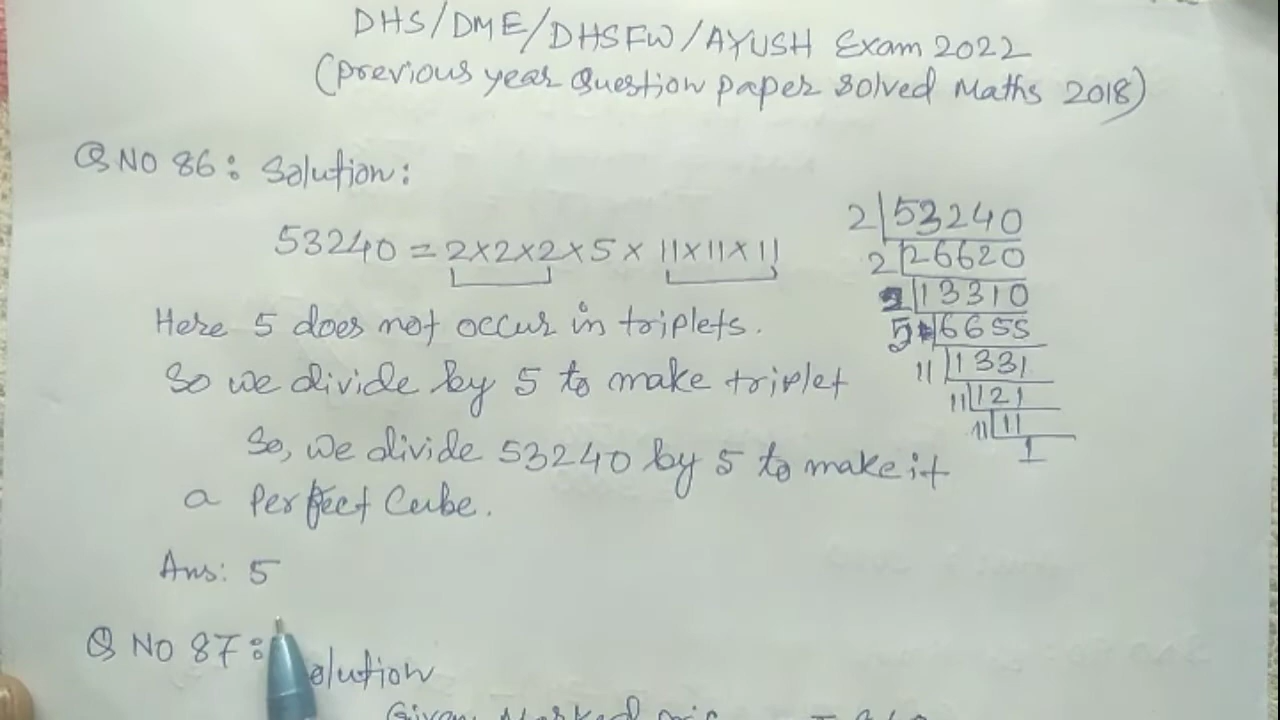 DHS/DME/DHSFW/AYUSH Exam 2022
(Previous year Question paper solved Maths 2018)
Q NO 86: Solution:
53240 = 2×2×2×5×11×11×11
Here 5 does not occur in triplets.
So we divide by 5 to make triplet
So, we divide 53240 by 5 to make it
a Perfect Cube.
Ans: 5
2|53240
2|26620
2|13310
5|6655
11|1331
11|121
11|11
1
Q NO 87: Solution
Given Marked